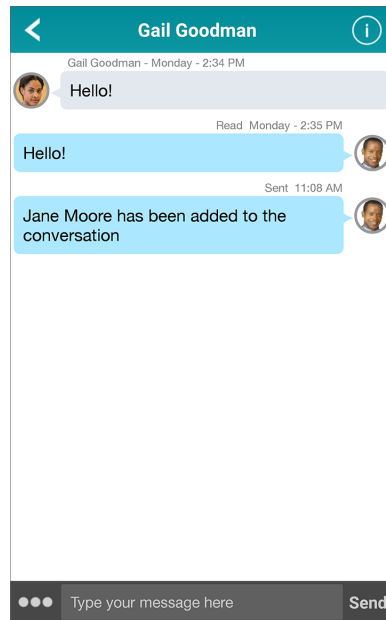 Gail Goodman
Gail Goodman - Monday - 2:34 PM
Hello!
Read Monday - 2:35 PM
Hello!
Sent 11:08 AM
Jane Moore has been added to the
conversation
Type your message here
Send